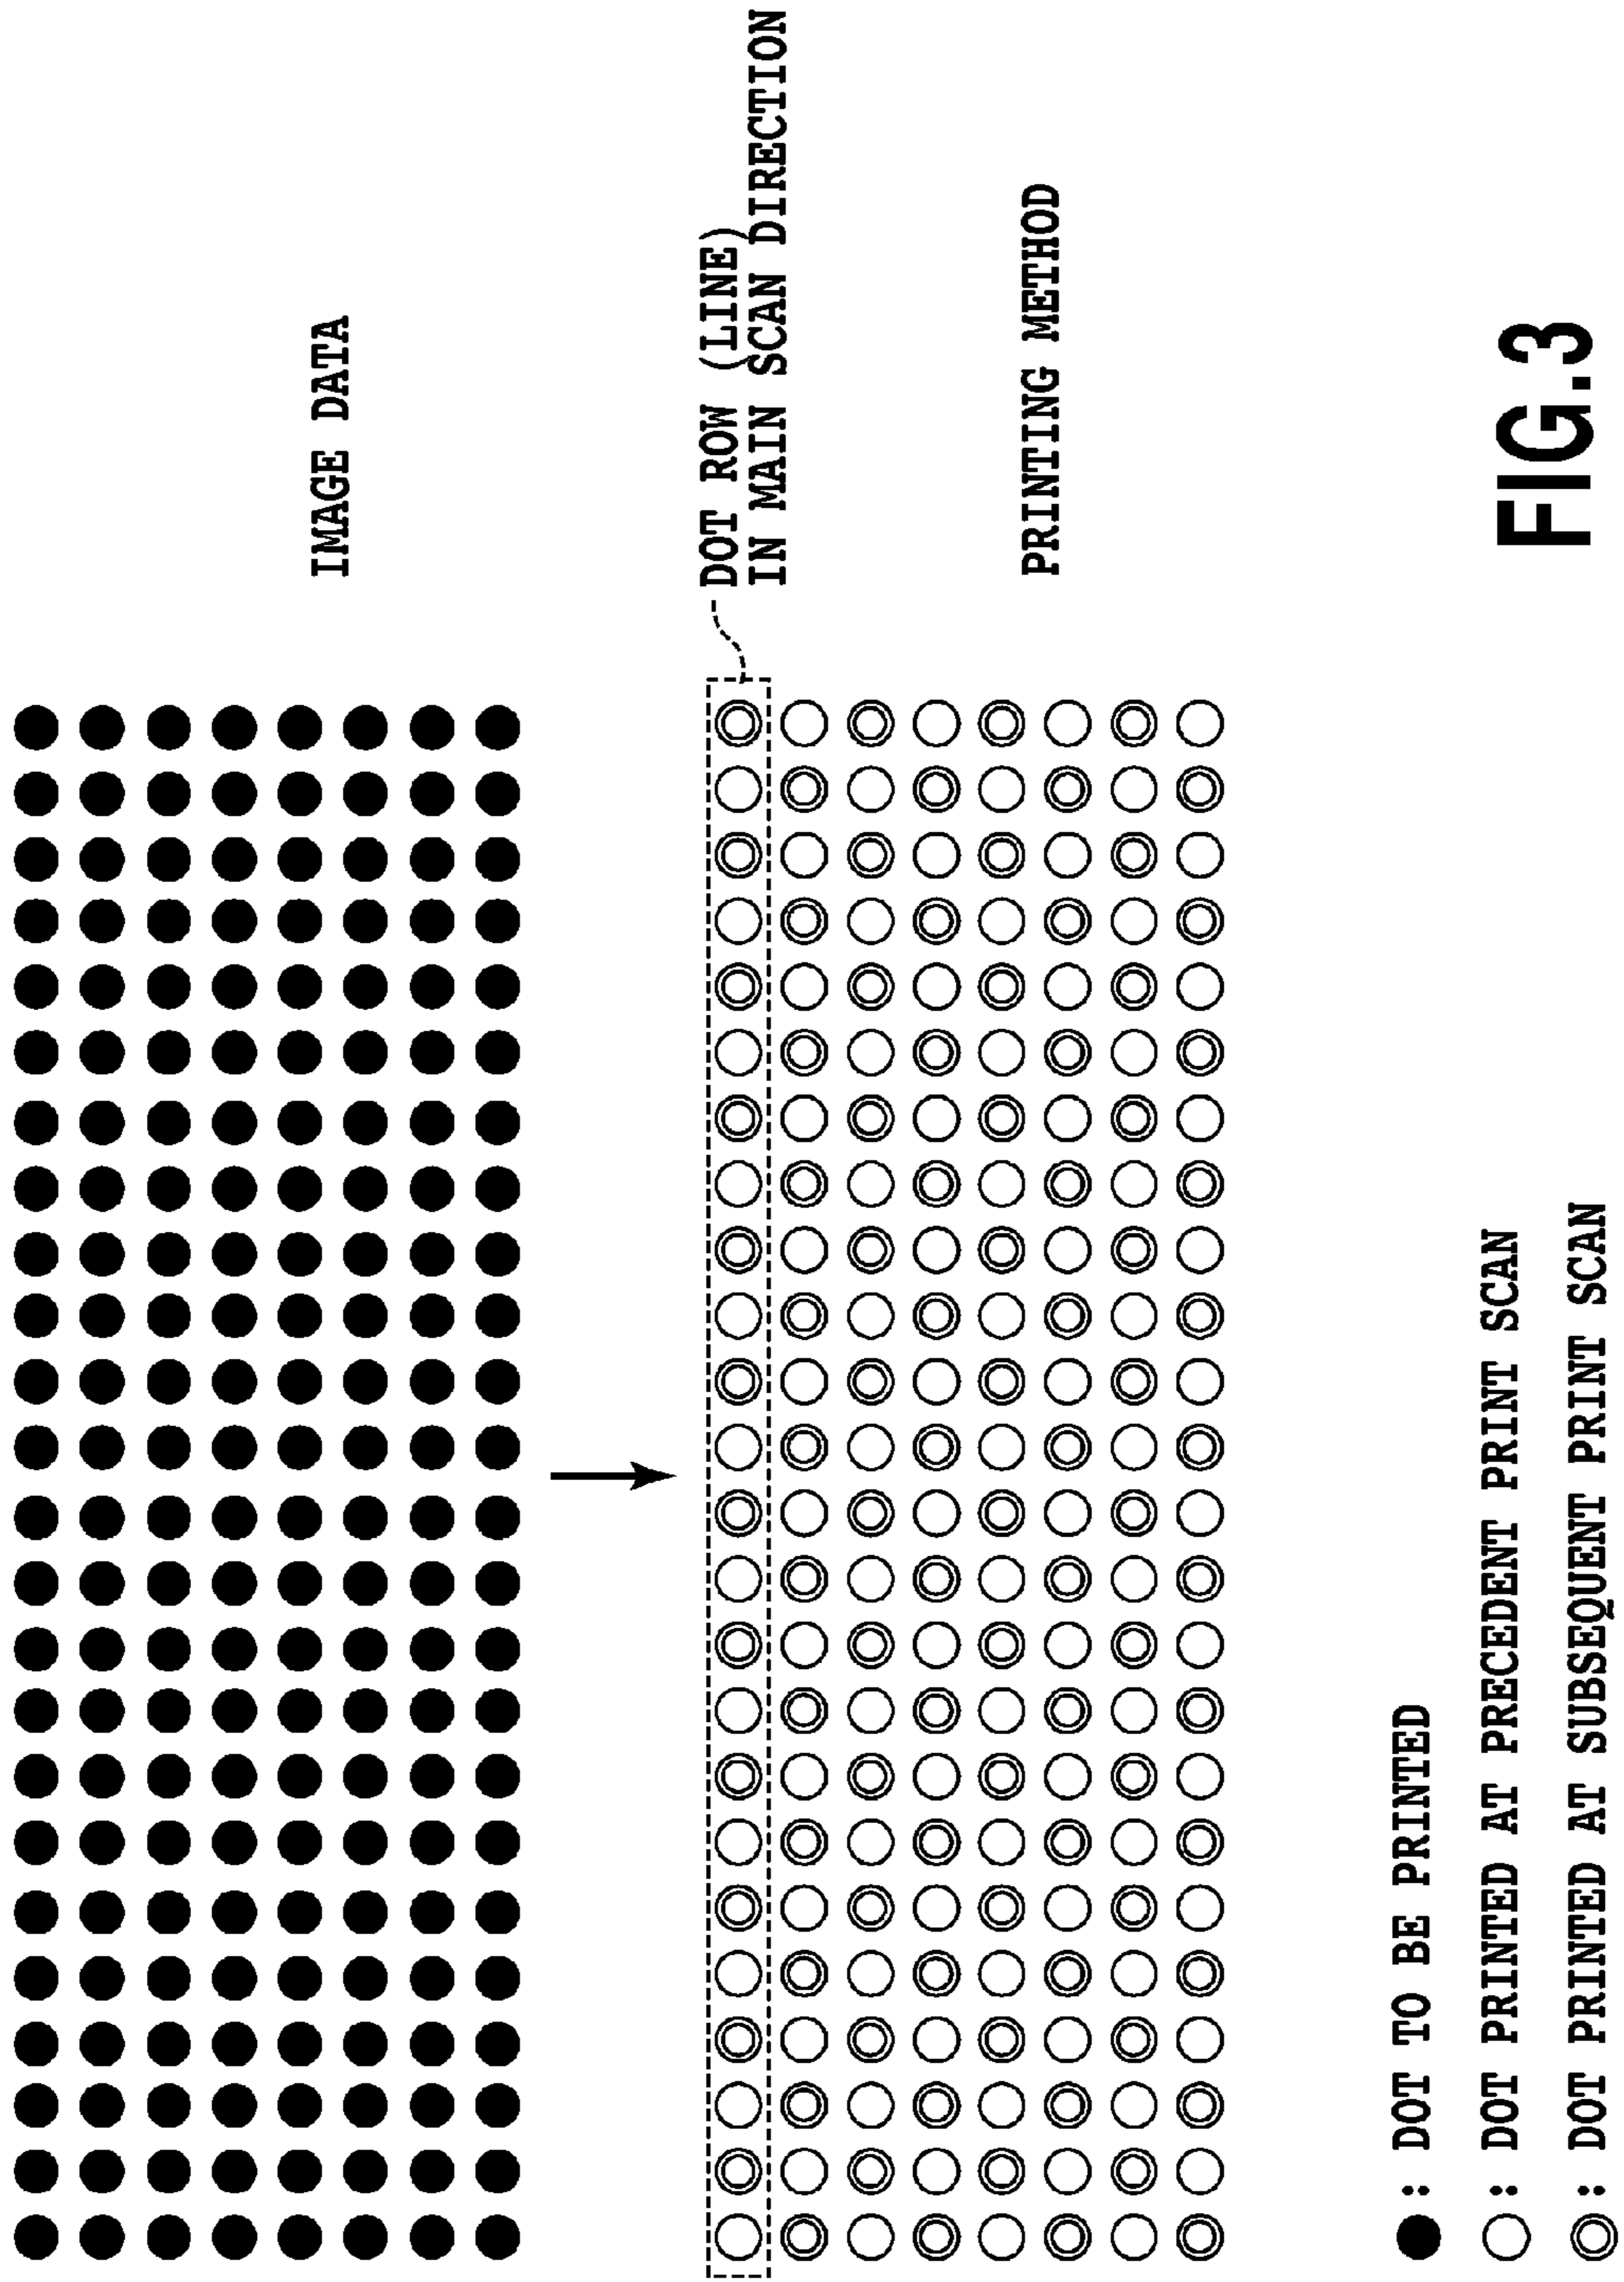 IMAGE DATA
DOT ROW (LINE)
IN MAIN SCAN DIRECTION
PRINTING METHOD
: DOT TO BE PRINTED
: DOT PRINTED AT PRECEDENT PRINT SCAN
: DOT PRINTED AT SUBSEQUENT PRINT SCAN
FIG.3